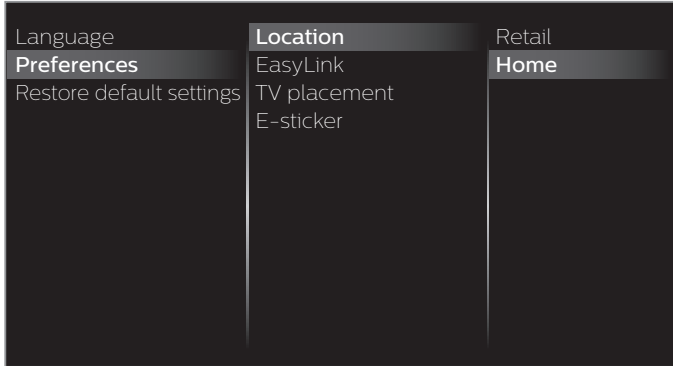 Language
Preferences
Restore default settings
Location
EasyLink
TV placement
E-sticker
Retail
Home